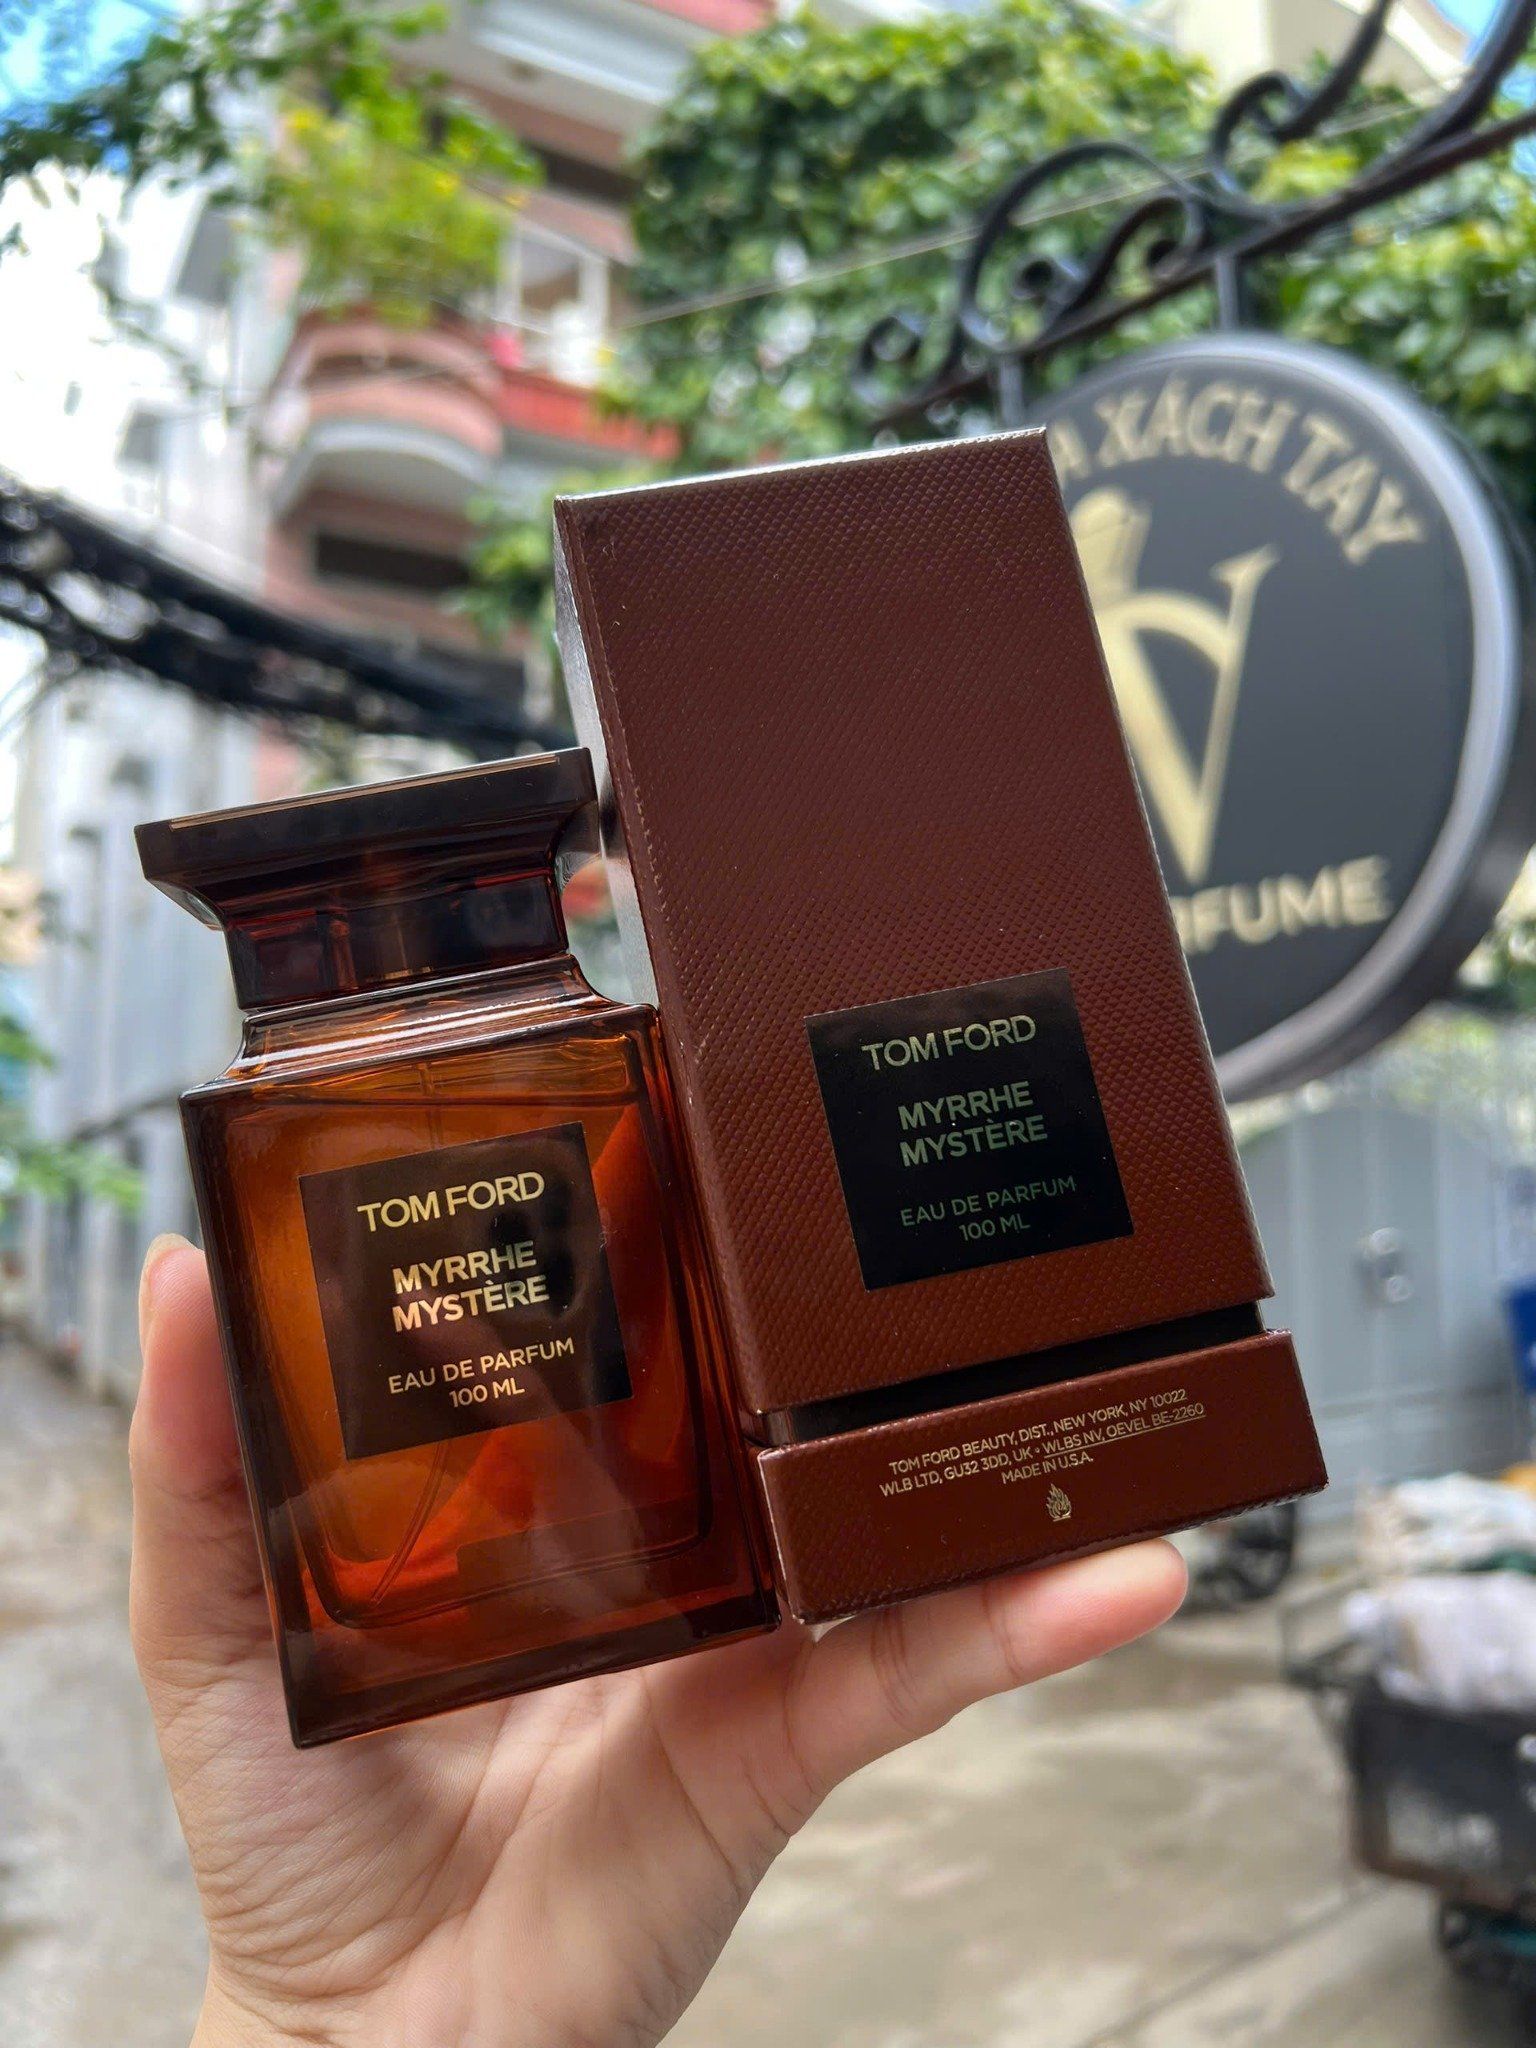 XÁCH TAY
V
TOM FORD
MYRRHE
MYSTÈRE
EAU DE PARFUM
100 ML
TOM FORD BEAUTY, DIST., NEW YORK, NY 10022
WLB LTD, GU32 3DD, UK • WLBS NV, OEVEL BE-2260
MADE IN U.S.A.
TOM FORD
MYRRHE
MYSTÈRE
EAU DE PARFUM
100 ML